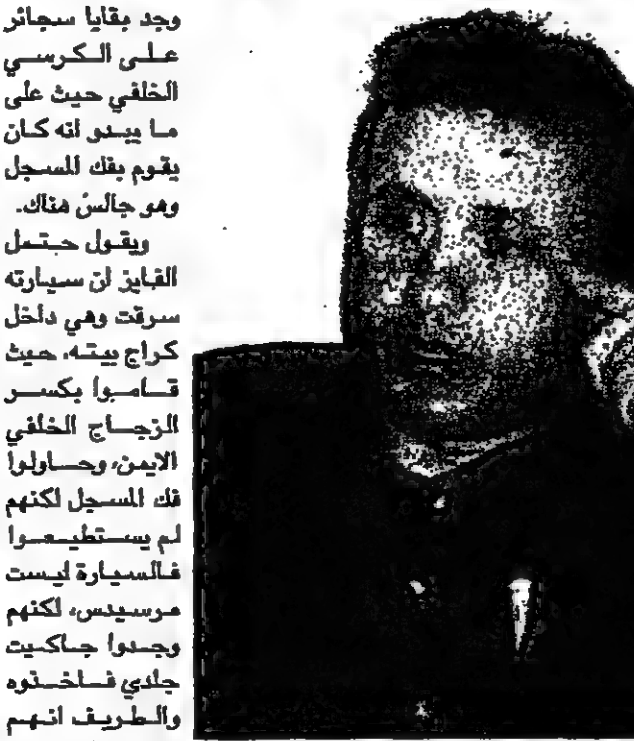 وجد بقايا سجائر
على الكرسي
الخلفي حيث على
ما يبدو انه كان
يقوم بفك المسجل
وهو جالسٌ هناك.
ويقول حتمل
الفايز ان سيارته
سرقت وهي داخل
كراج بيته، حيث
قاموا بكسر
الزجاج الخلفي
الايمن، وحاولوا
فك المسجل لكنهم
لم يستطيعوا
فالسيارة ليست
مرسيدس، لكنهم
وجدوا جاكيت
جلدي فاخذوه
والطريف انهم